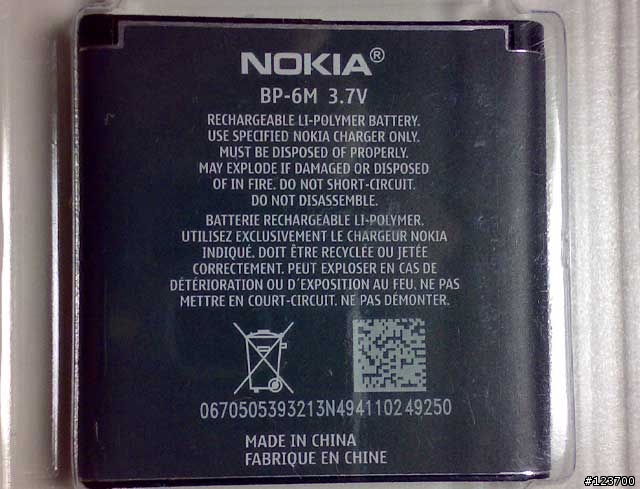 NOKIA®
BP-6M 3.7V
RECHARGEABLE LI-POLYMER BATTERY.
USE SPECIFIED NOKIA CHARGER ONLY.
MUST BE DISPOSED OF PROPERLY.
MAY EXPLODE IF DAMAGED OR DISPOSED
OF IN FIRE. DO NOT SHORT-CIRCUIT.
DO NOT DISASSEMBLE.
BATTERIE RECHARGEABLE LI-POLYMER.
UTILISEZ EXCLUSIVEMENT LE CHARGEUR NOKIA
INDIQUÉ. DOIT ÊTRE RECYCLÉE OU JETÉE
CORRECTEMENT. PEUT EXPLOSER EN CAS DE
DÉTÉRIORATION OU D´EXPOSITION AU FEU. NE PAS
METTRE EN COURT-CIRCUIT. NE PAS DÉMONTER.
0670505393213N494110249250
MADE IN CHINA
FABRIQUE EN CHINE
#123700